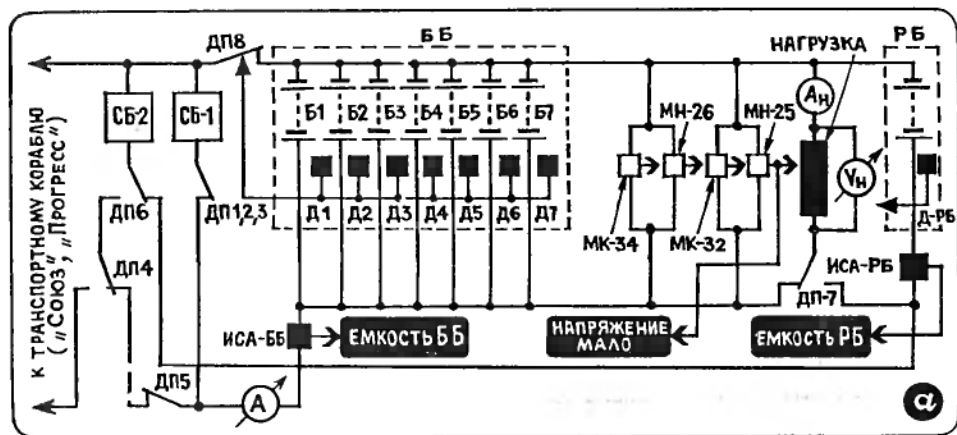 К ТРАНСПОРТНОМУ КОРАБЛЮ
("СОЮЗ", "ПРОГРЕСС")
ДП8
ББ
НАГРУЗКА
РБ
СБ-2
СБ-1
Б1
Б2
Б3
Б4
Б5
Б6
Б7
МН-26
МН-25
Aн
Vн
ДП6
ДП1,2,3
Д1
Д2
Д3
Д4
Д5
Д6
Д7
Д-РБ
МК-34
МК-32
ДП4
ИСА-РБ
ДП-7
ИСА-ББ
ЕМКОСТЬ ББ
НАПРЯЖЕНИЕ
МАЛО
ЕМКОСТЬ РБ
ДП5
А
а